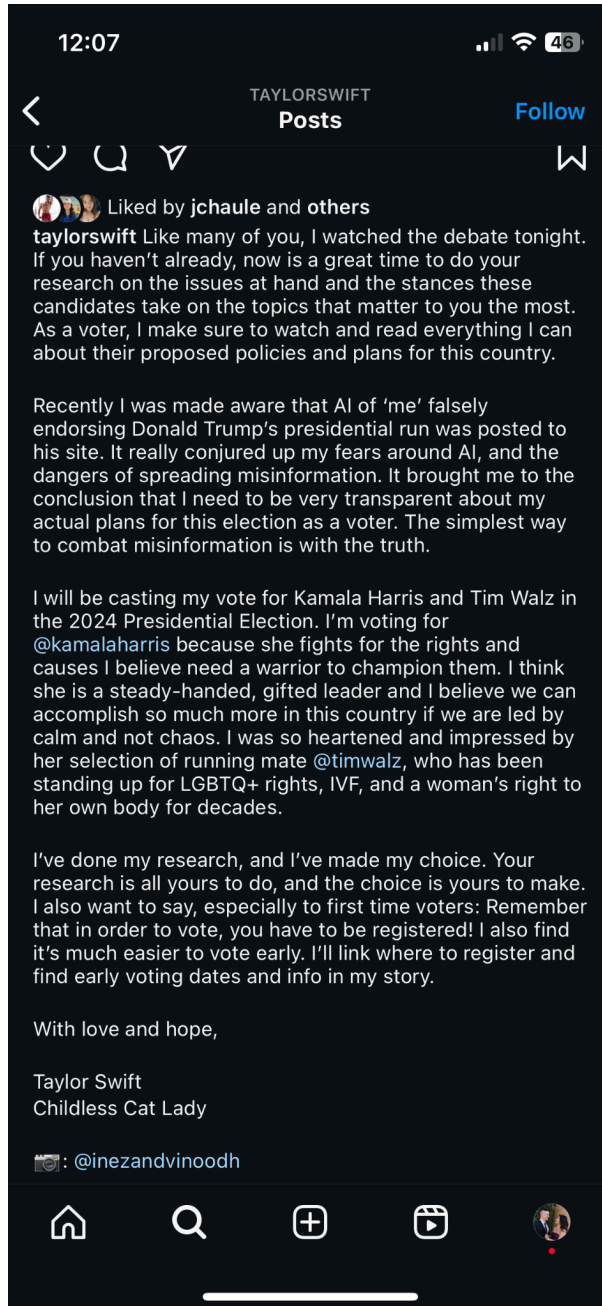 12:07
46
TAYLORSWIFT
Posts
Follow
Liked by jchaule and others
taylorswift Like many of you, I watched the debate tonight.
If you haven’t already, now is a great time to do your
research on the issues at hand and the stances these
candidates take on the topics that matter to you the most.
As a voter, I make sure to watch and read everything I can
about their proposed policies and plans for this country.
Recently I was made aware that AI of ‘me’ falsely
endorsing Donald Trump’s presidential run was posted to
his site. It really conjured up my fears around AI, and the
dangers of spreading misinformation. It brought me to the
conclusion that I need to be very transparent about my
actual plans for this election as a voter. The simplest way
to combat misinformation is with the truth.
I will be casting my vote for Kamala Harris and Tim Walz in
the 2024 Presidential Election. I’m voting for
@kamalaharris because she fights for the rights and
causes I believe need a warrior to champion them. I think
she is a steady-handed, gifted leader and I believe we can
accomplish so much more in this country if we are led by
calm and not chaos. I was so heartened and impressed by
her selection of running mate @timwalz, who has been
standing up for LGBTQ+ rights, IVF, and a woman’s right to
her own body for decades.
I’ve done my research, and I’ve made my choice. Your
research is all yours to do, and the choice is yours to make.
I also want to say, especially to first time voters: Remember
that in order to vote, you have to be registered! I also find
it’s much easier to vote early. I’ll link where to register and
find early voting dates and info in my story.
With love and hope,
Taylor Swift
Childless Cat Lady
📷: @inezandvinoodh